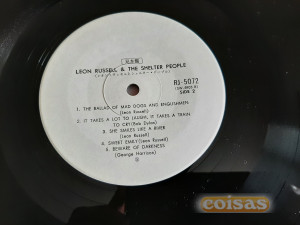 見本盤
LEON RUSSELL & THE SHELTER PEOPLE
RJ-5077
SIDE 2
1. THE BALLAD OF MAD DOGS AND ENGLISHMEN
(Leon Russell)
2. IT TAKES A LOT TO LAUGH, IT TAKES A TRAIN
TO CRY (Bob Dylan)
3. SHE SMILES LIKE A RIVER
(Leon Russell)
4. SWEET EMILY (Leon Russell)
5. BEWARE OF DARKNESS
(George Harrison)
coisas